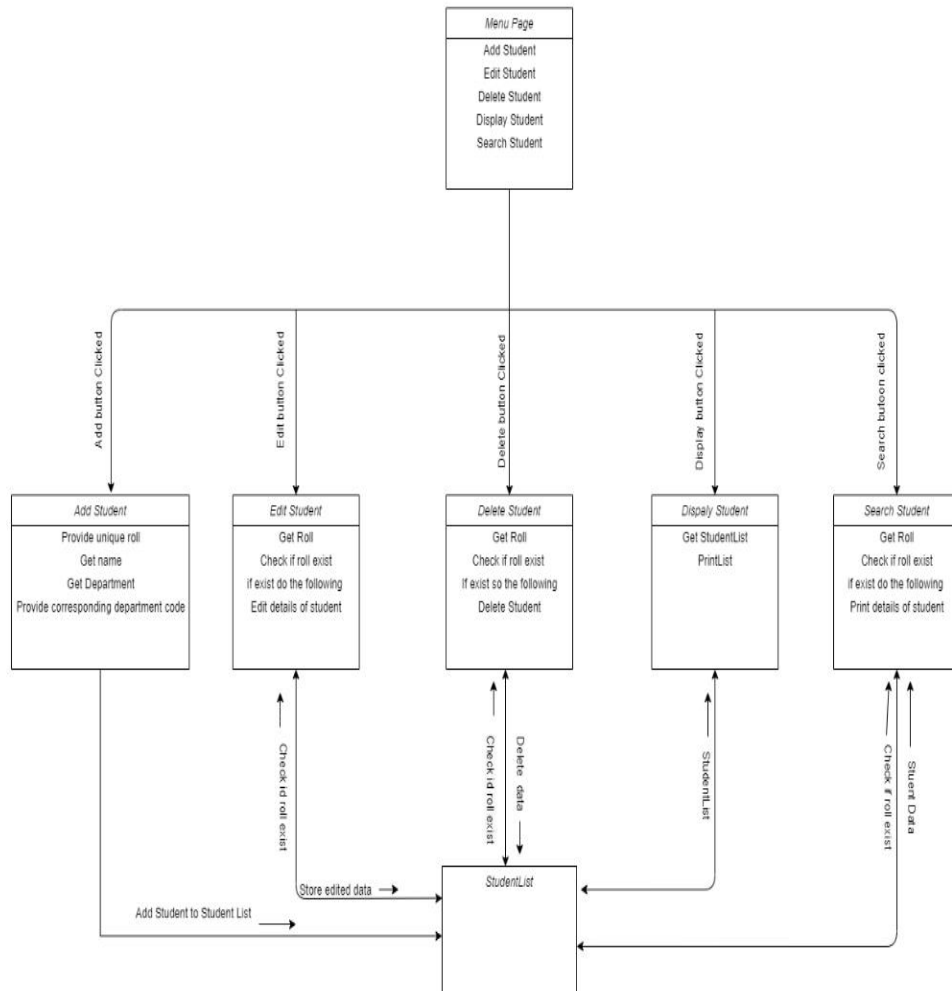 Menu Page
Add Student
Edit Student
Delete Student
Display Student
Search Student
Add button Clicked
Edit button Clicked
Delete button Clicked
Display button Clicked
Search butoon clicked
Add Student
Provide unique roll
Get name
Get Department
Provide corresponding department code
Edit Student
Get Roll
Check if roll exist
if exist do the following
Edit details of student
Delete Student
Get Roll
Check if roll exist
If exist so the following
Delete Student
Dispaly Student
Get StudentList
PrintList
Search Student
Get Roll
Check if roll exist
if exist do the following
Print details of student
Check id roll exist
Check id roll exist
Delete data
StudentList
Check if roll exist
Stuent Data
Store edited data
Add Student to Student List
StudentList